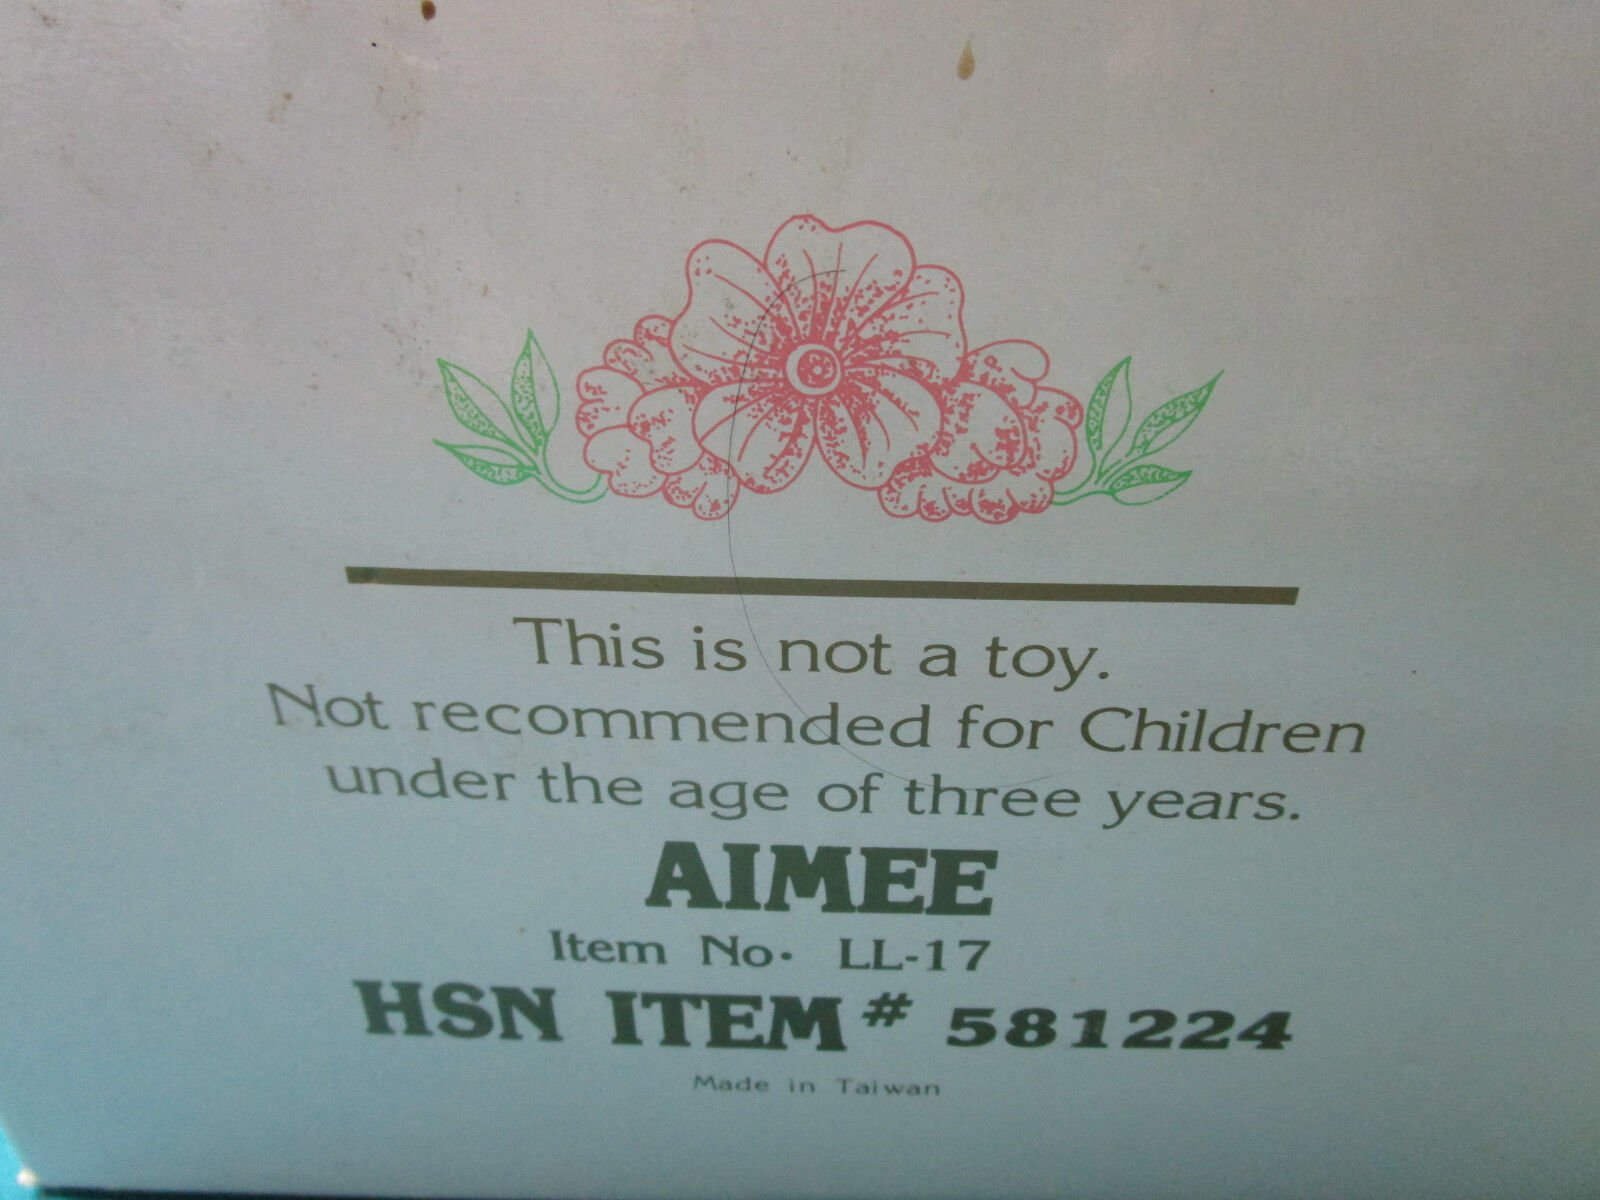 This is not a toy.
Not recommended for Children
under the age of three years.
AIMEE
Item No. LL-17
HSN ITEM # 581224
Made in Taiwan